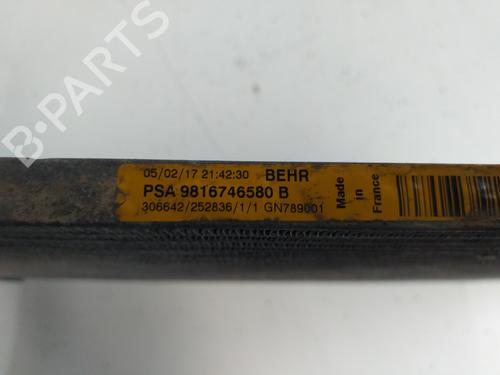 B-PARTS
05/02/17 21:42:30 BEHR
PSA 9816746580 B
306642/252836/1/1 GN789001
Made
in
France